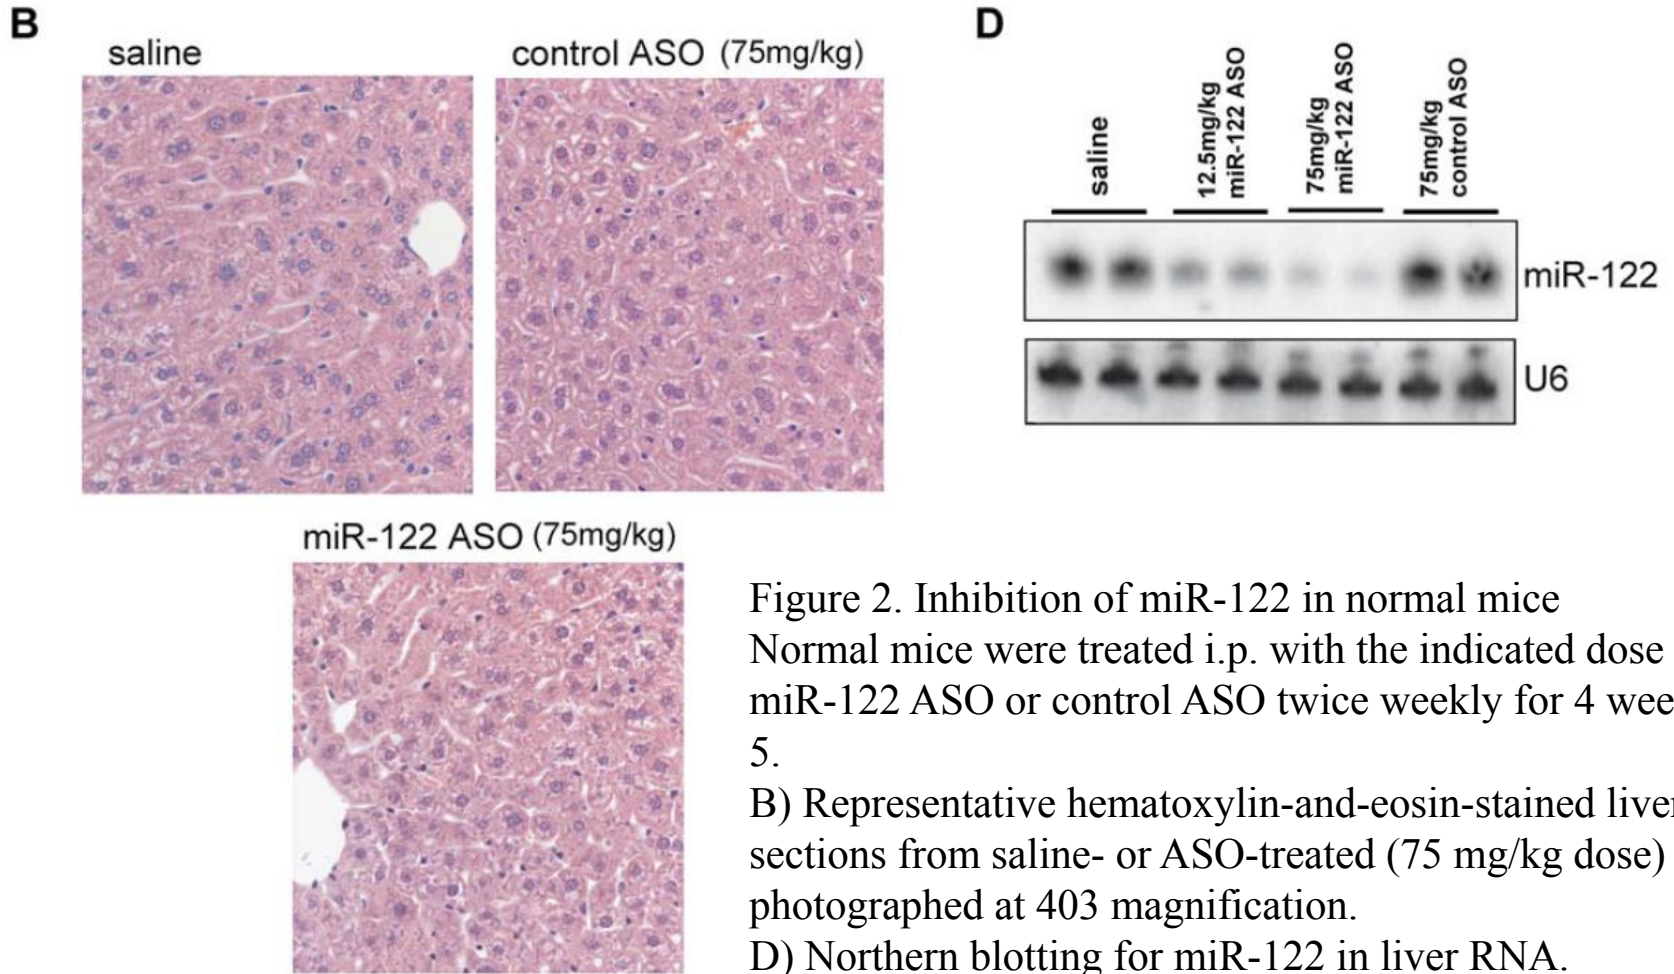 B
saline
control ASO (75mg/kg)
miR-122 ASO (75mg/kg)
D
saline
12.5mg/kg
miR-122 ASO
75mg/kg
miR-122 ASO
75mg/kg
control ASO
miR-122
U6
Figure 2. Inhibition of miR-122 in normal mice
Normal mice were treated i.p. with the indicated dose
miR-122 ASO or control ASO twice weekly for 4 wee
5.
B) Representative hematoxylin-and-eosin-stained liver
sections from saline- or ASO-treated (75 mg/kg dose)
photographed at 403 magnification.
D) Northern blotting for miR-122 in liver RNA.